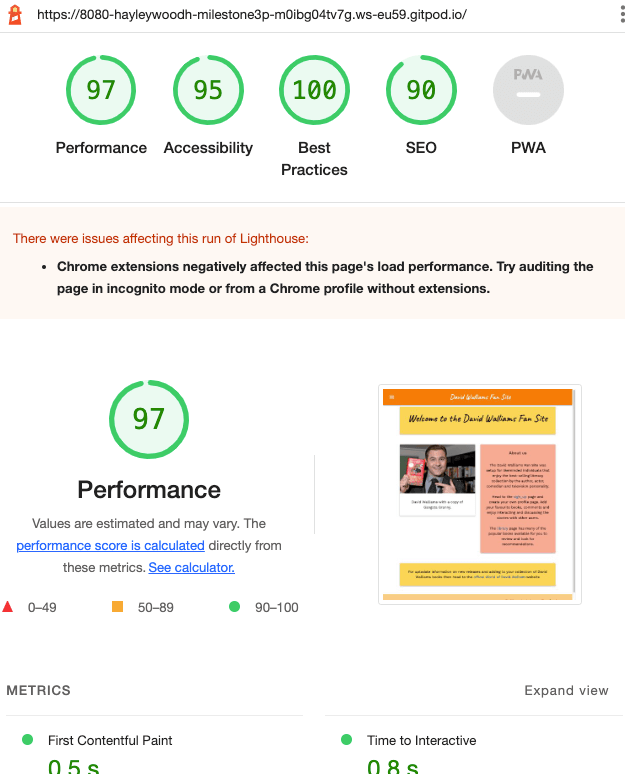 https://8080-hayleywoodh-milestone3p-m0ibg04tv7g.ws-eu59.gitpod.io/
97
95
100
90
PWA
Performance
Accessibility
Best
Practices
SEO
PWA
There were issues affecting this run of Lighthouse:
• Chrome extensions negatively affected this page's load performance. Try auditing the
page in incognito mode or from a Chrome profile without extensions.
97
Performance
Values are estimated and may vary. The
performance score is calculated directly from
these metrics. See calculator.
0–49
50–89
90–100
David Walliams Fan Site
Welcome to the David Walliams Fan Site
About us
David Walliams with a copy of
METRICS
Expand view
First Contentful Paint
0.5 s
Time to Interactive
0.8 s